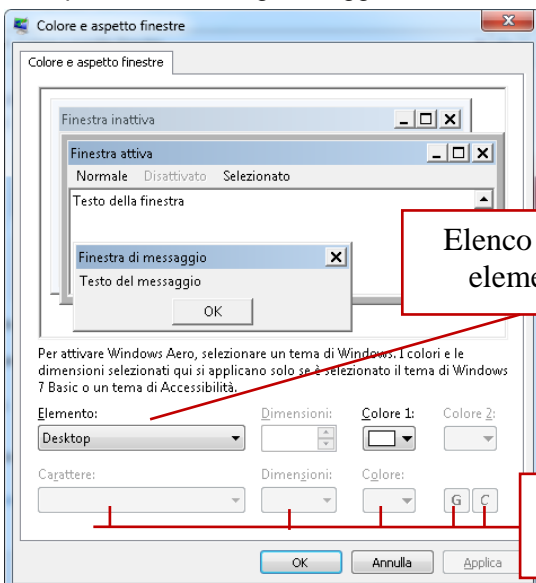 Colore e aspetto finestre
Colore e aspetto finestre
Finestra inattiva
Finestra attiva
Normale Disattivato Selezionato
Testo della finestra
Finestra di messaggio
Testo del messaggio
OK
Elenco
Per attivare Windows Aero, selezionare un tema di Windows. I colori e le
dimensioni selezionati qui si applicano solo se è selezionato il tema di Windows
7 Basic o un tema di Accessibilità.
Elemento: Dimensioni: Colore 1: Colore 2:
Desktop
Carattere: Dimensioni: Colore:
G C
OK Annulla Applica